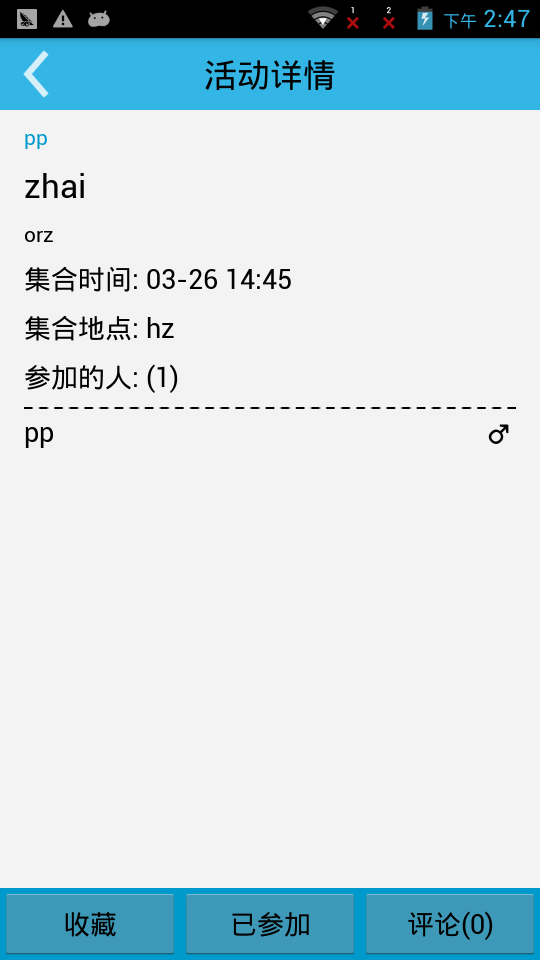 1 2 下午 2:47
活动详情
pp
zhai
orz
集合时间: 03-26 14:45
集合地点: hz
参加的人: (1)
pp ♂
收藏 已参加 评论(0)